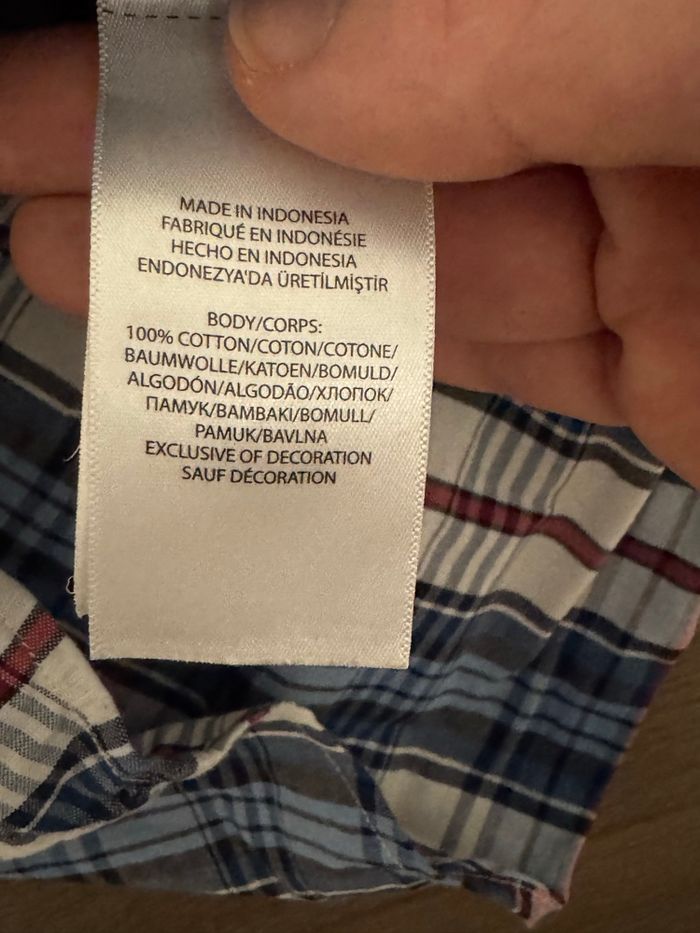 MADE IN INDONESIA
FABRIQUÉ EN INDONÉSIE
HECHO EN INDONESIA
ENDONEZYA'DA ÜRETİLMİŞTİR
BODY/CORPS:
100% COTTON/COTON/COTONE/
BAUMWOLLE/KATOEN/BOMULD/
ALGODÓN/ALGODÃO/ХЛОПОК/
ПАМУК/BAMBAKI/BOMULL/
PAMUK/BAVLNA
EXCLUSIVE OF DECORATION
SAUF DÉCORATION